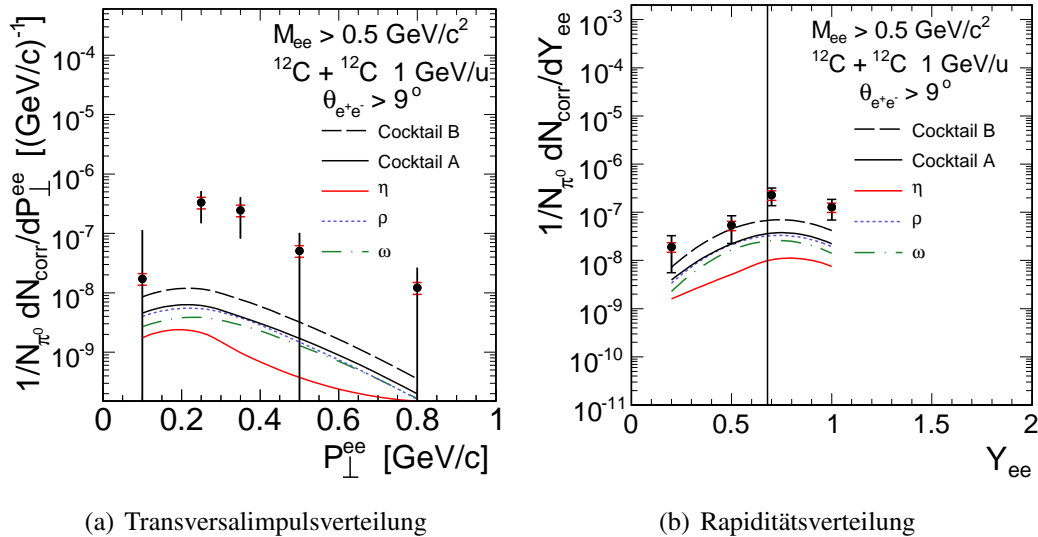 1/N_π⁰ dN_corr/dP_⊥^ee [(GeV/c)⁻¹]
10⁻⁴
10⁻⁵
10⁻⁶
10⁻⁷
10⁻⁸
10⁻⁹
M_ee > 0.5 GeV/c²
¹²C + ¹²C 1 GeV/u
θ_e⁺e⁻ > 9°
Cocktail B
Cocktail A
η
ρ
ω
0 0.2 0.4 0.6 0.8 1
P_⊥^ee [GeV/c]
(a) Transversalimpulsverteilung
1/N_π⁰ dN_corr/dY_ee
10⁻³
10⁻⁴
10⁻⁵
10⁻⁶
10⁻⁷
10⁻⁸
10⁻⁹
10⁻¹⁰
10⁻¹¹
M_ee > 0.5 GeV/c²
¹²C + ¹²C 1 GeV/u
θ_e⁺e⁻ > 9°
Cocktail B
Cocktail A
η
ρ
ω
0 0.5 1 1.5 2
Y_ee
(b) Rapiditätsverteilung